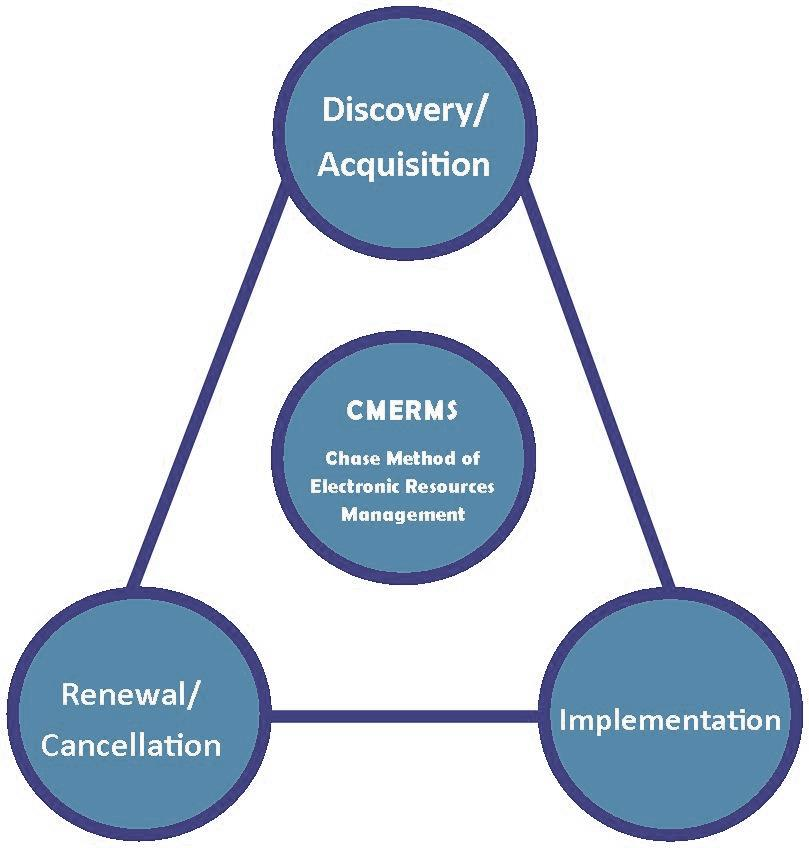 Discovery/
Acquisition
CMERMS
Chase Method of
Electronic Resources
Management
Renewal/
Cancellation
Implementation